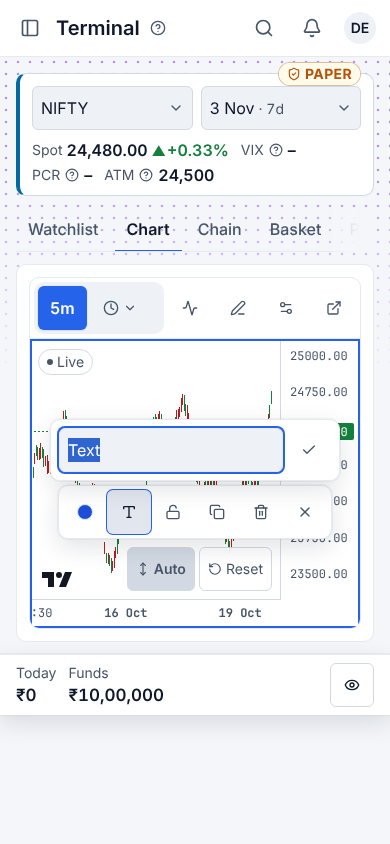 Terminal
DE
PAPER
NIFTY
3 Nov · 7d
Spot 24,480.00 ▲+0.33% VIX –
PCR – ATM 24,500
Watchlist Chart Chain Basket
5m
Live
25000.00
24750.00
Text
T
23500.00
Auto
Reset
:30 16 Oct 19 Oct
Today Funds
₹0 ₹10,00,000